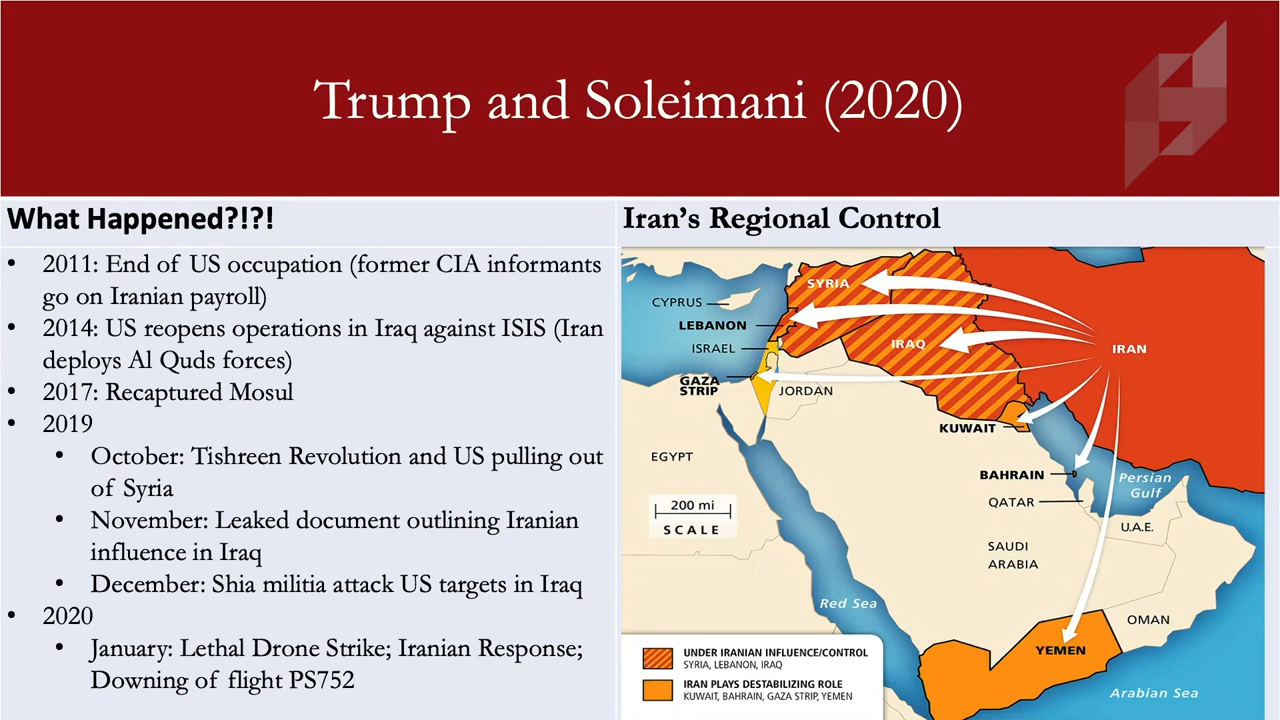 Trump and Soleimani (2020)
What Happened?!?!
• 2011: End of US occupation (former CIA informants
go on Iranian payroll)
• 2014: US reopens operations in Iraq against ISIS (Iran
deploys Al Quds forces)
• 2017: Recaptured Mosul
• 2019
• October: Tishreen Revolution and US pulling out
of Syria
• November: Leaked document outlining Iranian
influence in Iraq
• December: Shia militia attack US targets in Iraq
• 2020
• January: Lethal Drone Strike; Iranian Response;
Downing of flight PS752
Iran's Regional Control
SYRIA
CYPRUS
LEBANON
ISRAEL
IRAQ
IRAN
GAZA
STRIP
JORDAN
KUWAIT
EGYPT
BAHRAIN
Persian
Gulf
QATAR
200 mi
SCALE
U.A.E.
SAUDI
ARABIA
Red Sea
OMAN
YEMEN
Arabian Sea
UNDER IRANIAN INFLUENCE/CONTROL
SYRIA, LEBANON, IRAQ
IRAN PLAYS DESTABILIZING ROLE
KUWAIT, BAHRAIN, GAZA STRIP, YEMEN